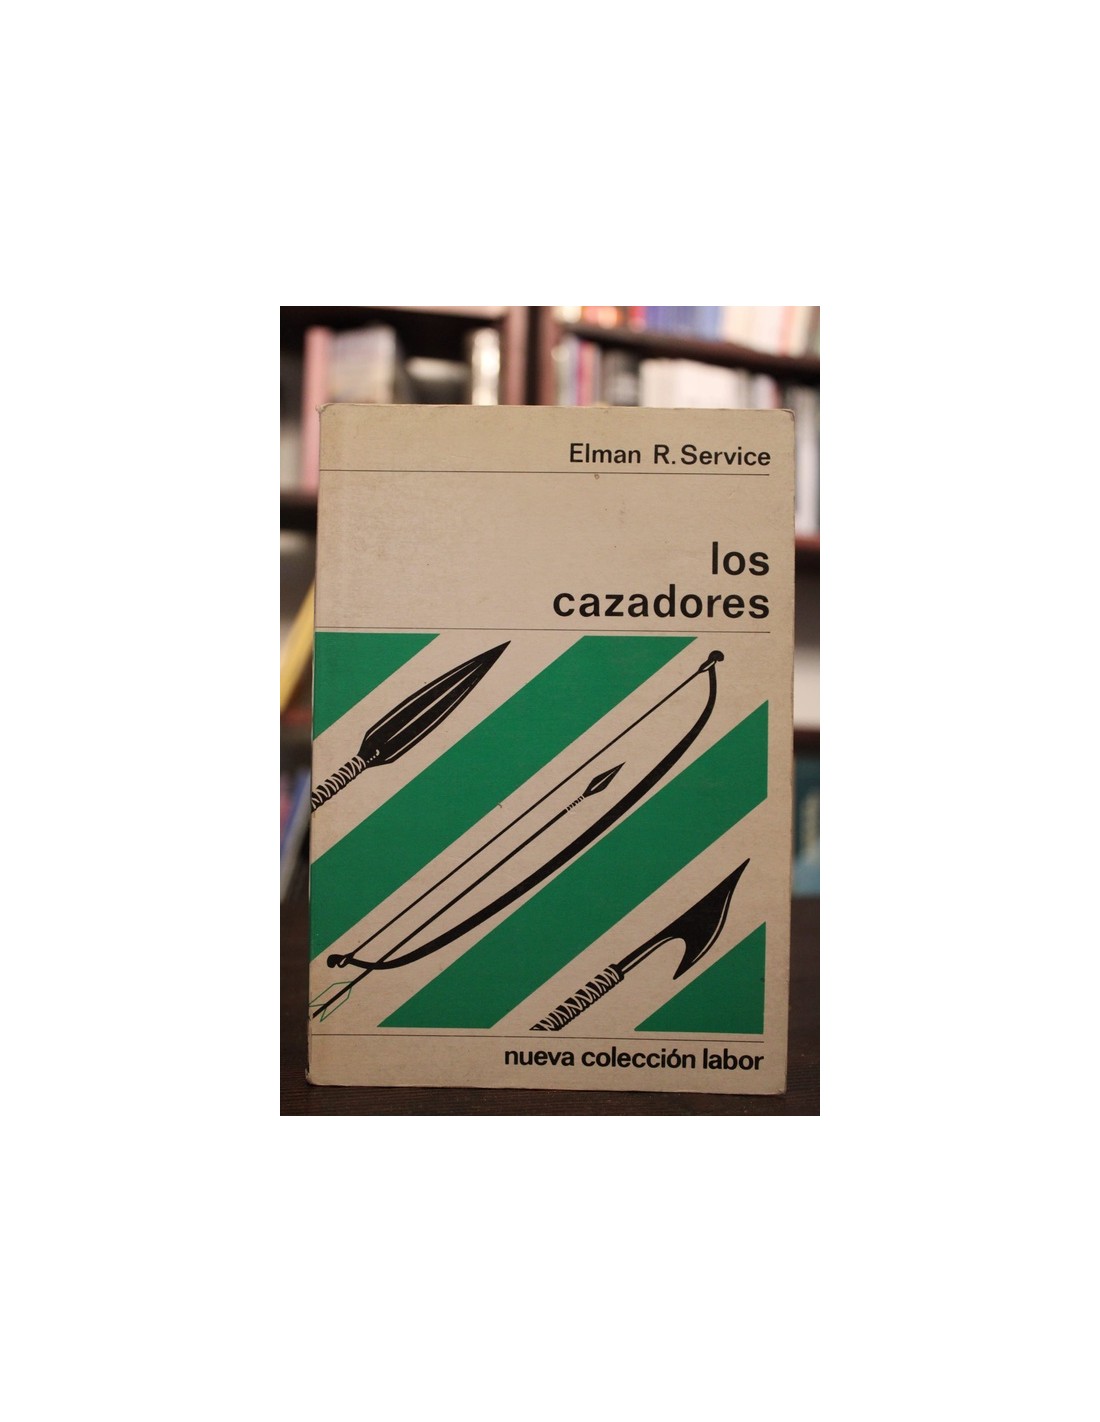 Elman R. Service
los
cazadores
nueva colección labor